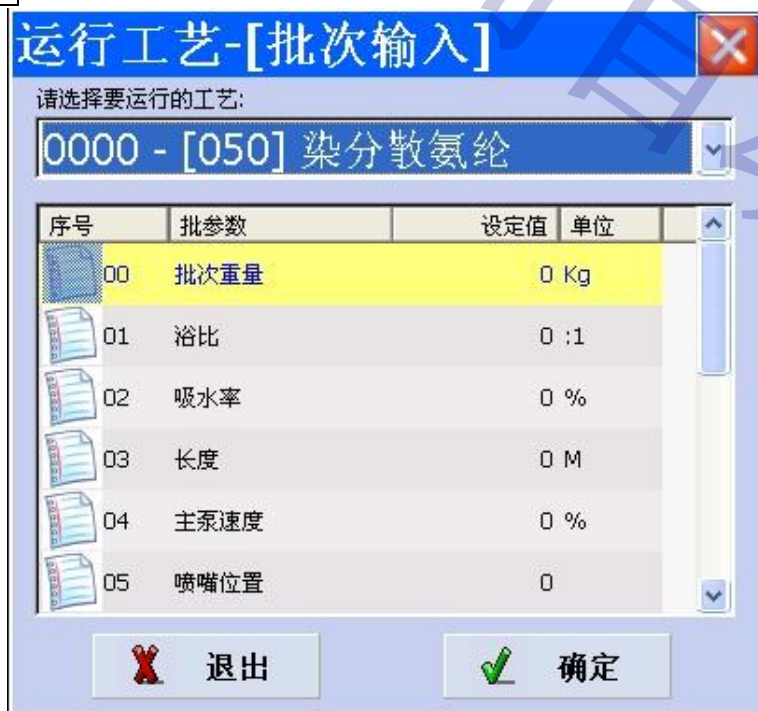 运行工艺-[批次输入]
请选择要运行的工艺:
0000 - [050] 染分散氨纶
序号 批参数 设定值 单位
00 批次重量 0 Kg
01 浴比 0 :1
02 吸水率 0 %
03 长度 0 M
04 主泵速度 0 %
05 喷嘴位置 0
退出 确定